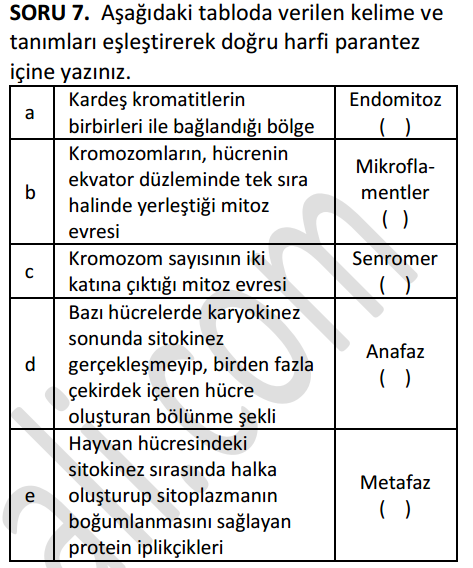 SORU 7. Aşağıdaki tabloda verilen kelime ve
tanımları eşleştirerek doğru harfi parantez
içine yazınız.
a
Kardeş kromatitlerin
birbirleri ile bağlandığı bölge
Endomitoz
( )
b
Kromozomların, hücrenin
ekvator düzleminde tek sıra
halinde yerleştiği mitoz
evresi
Mikrofla-
mentler
( )
c
Kromozom sayısının iki
katına çıktığı mitoz evresi
Senromer
( )
d
Bazı hücrelerde karyokinez
sonunda sitokinez
gerçekleşmeyip, birden fazla
çekirdek içeren hücre
oluşturan bölünme şekli
Anafaz
( )
e
Hayvan hücresindeki
sitokinez sırasında halka
oluşturup sitoplazmanın
boğumlanmasını sağlayan
protein iplikçikleri
Metafaz
( )
ali.com